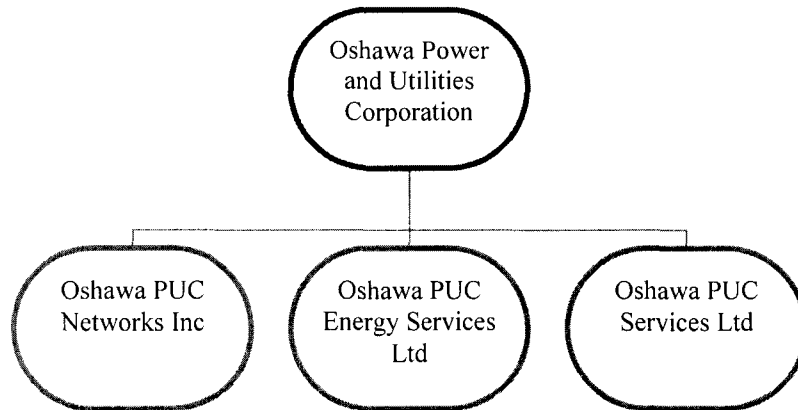 Oshawa Power
and Utilities
Corporation
Oshawa PUC
Networks Inc
Oshawa PUC
Energy Services
Ltd
Oshawa PUC
Services Ltd